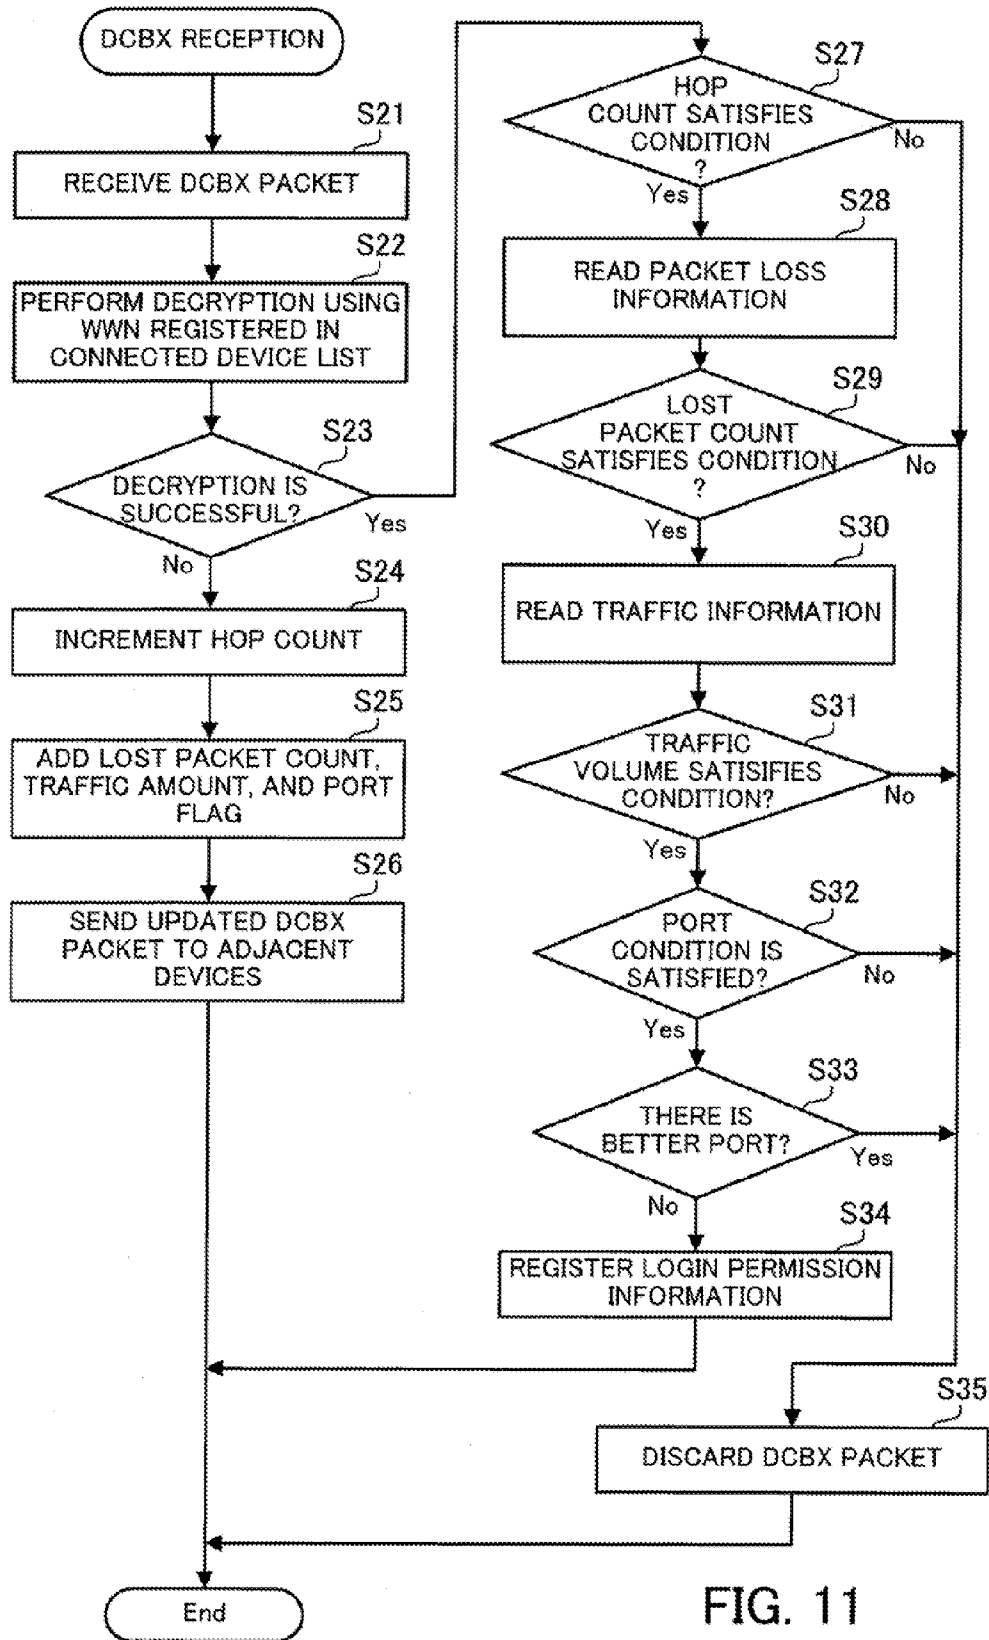 DCBX RECEPTION
S21
RECEIVE DCBX PACKET
S22
PERFORM DECRYPTION USING
WWN REGISTERED IN
CONNECTED DEVICE LIST
S23
DECRYPTION IS
SUCCESSFUL?
Yes
No
S24
INCREMENT HOP COUNT
S25
ADD LOST PACKET COUNT,
TRAFFIC AMOUNT, AND PORT
FLAG
S26
SEND UPDATED DCBX
PACKET TO ADJACENT
DEVICES
S27
HOP
COUNT SATISFIES
CONDITION
?
No
Yes
S28
READ PACKET LOSS
INFORMATION
S29
LOST
PACKET COUNT
SATISFIES CONDITION
?
No
Yes
S30
READ TRAFFIC INFORMATION
S31
TRAFFIC
VOLUME SATISIFIES
CONDITION?
No
Yes
S32
PORT
CONDITION IS
SATISFIED?
No
Yes
S33
THERE IS
BETTER PORT?
Yes
No
S34
REGISTER LOGIN PERMISSION
INFORMATION
S35
DISCARD DCBX PACKET
End
FIG. 11